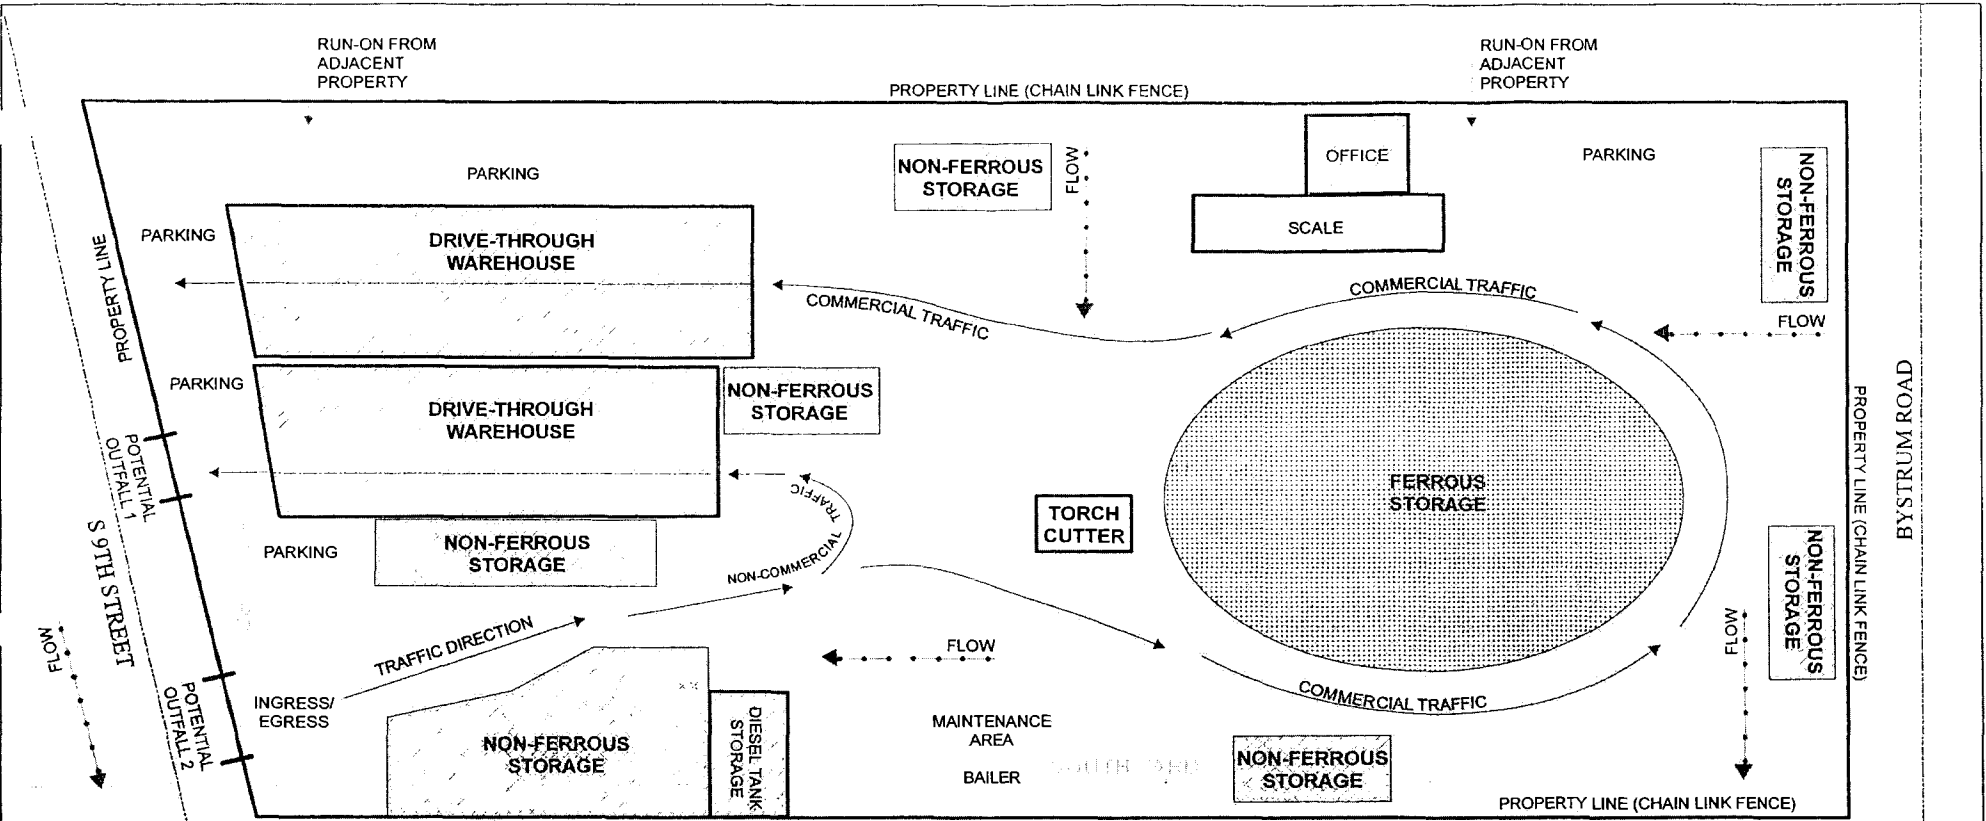 RUN-ON FROM
ADJACENT
PROPERTY
RUN-ON FROM
ADJACENT
PROPERTY
PROPERTY LINE (CHAIN LINK FENCE)
PARKING
NON-FERROUS
STORAGE
FLOW
OFFICE
SCALE
PARKING
NON-FERROUS
STORAGE
FLOW
PARKING
PROPERTY LINE
DRIVE-THROUGH
WAREHOUSE
COMMERCIAL TRAFFIC
COMMERCIAL TRAFFIC
PARKING
DRIVE-THROUGH
WAREHOUSE
NON-FERROUS
STORAGE
POTENTIAL
OUTFALL 1
TRAFFIC
FERROUS
STORAGE
TORCH
CUTTER
PROPERTY LINE (CHAIN LINK FENCE)
BYSTRUM ROAD
S 9TH STREET
PARKING
NON-FERROUS
STORAGE
NON-COMMERCIAL TRAFFIC
NON-FERROUS
STORAGE
FLOW
FLOW
TRAFFIC DIRECTION
FLOW
INGRESS/
EGRESS
POTENTIAL
OUTFALL 2
NON-FERROUS
STORAGE
DIESEL TANK
STORAGE
MAINTENANCE
AREA
BAILER
COMMERCIAL TRAFFIC
NON-FERROUS
STORAGE
PROPERTY LINE (CHAIN LINK FENCE)